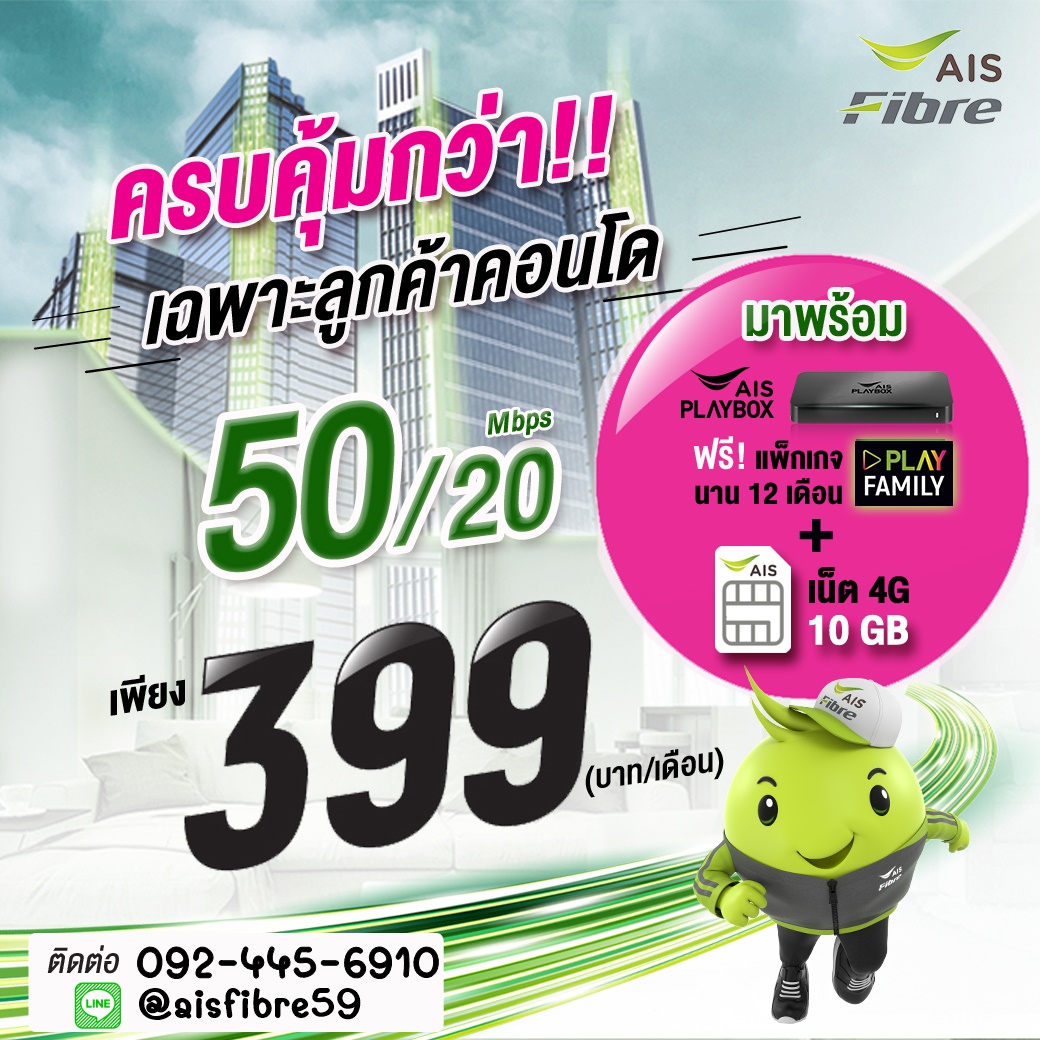 AIS
Fibre
ครบคุ้มกว่า!!
เฉพาะลูกค้าคอนโด
50/20 Mbps
เพียง 399 (บาท/เดือน)
มาพร้อม
AIS
PLAYBOX
AIS
PLAYBOX
ฟรี! แพ็กเกจ
นาน 12 เดือน
PLAY
FAMILY
+
AIS
เน็ต 4G
10 GB
AIS
Fibre
AIS
Fibre
ติดต่อ 092-445-6910
LINE @aisfibre59